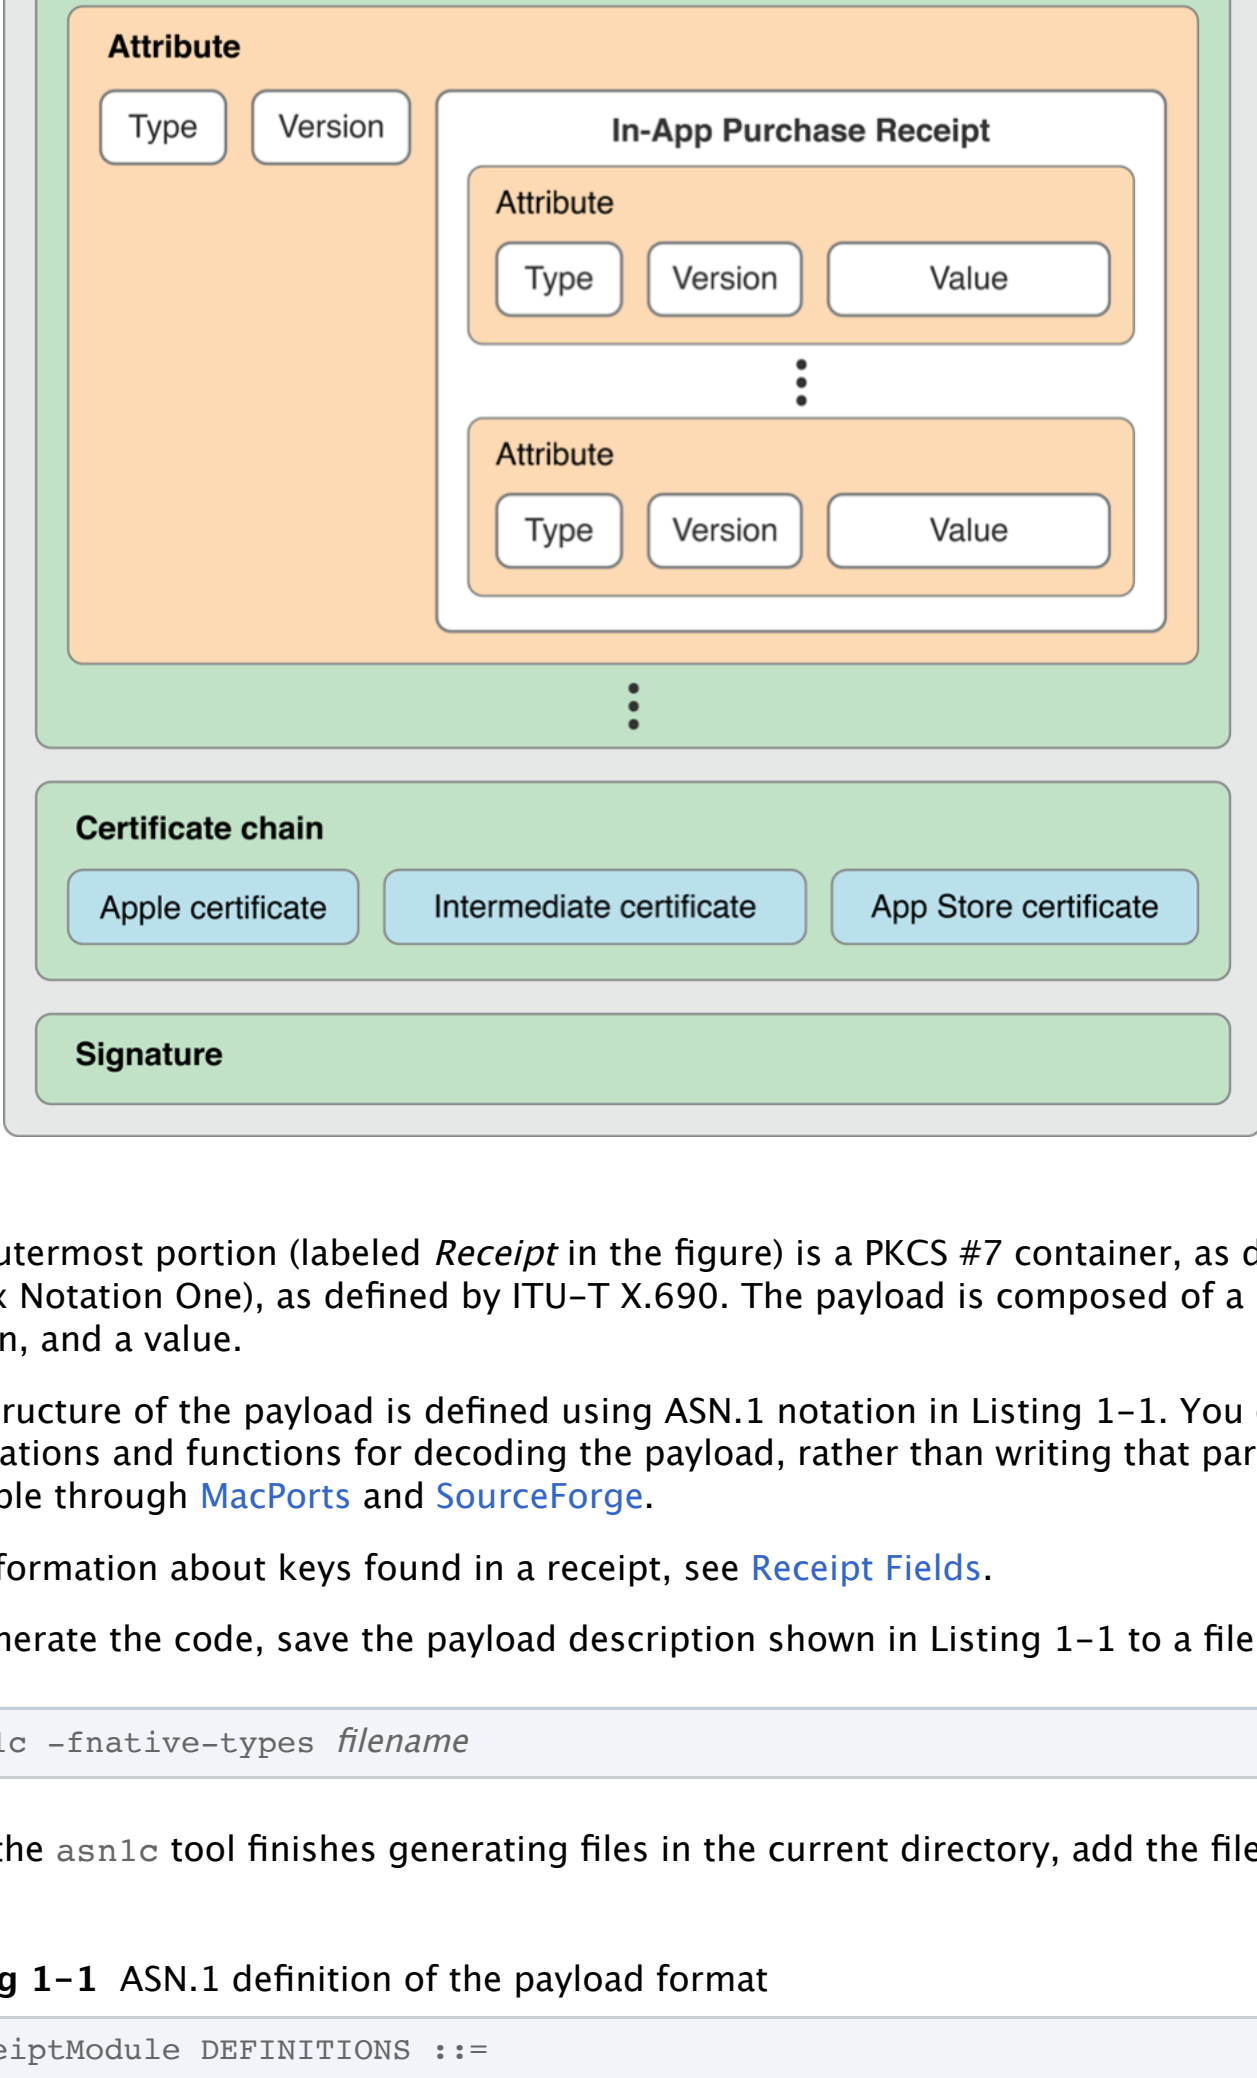 Attribute
Type Version In-App Purchase Receipt
Attribute
Type Version Value
Attribute
Type Version Value
Certificate chain
Apple certificate Intermediate certificate App Store certificate
Signature
utermost portion (labeled Receipt in the figure) is a PKCS #7 container, as d
x Notation One), as defined by ITU-T X.690. The payload is composed of a
n, and a value.
ructure of the payload is defined using ASN.1 notation in Listing 1-1. You
ations and functions for decoding the payload, rather than writing that par
ble through MacPorts and SourceForge.
formation about keys found in a receipt, see Receipt Fields.
nerate the code, save the payload description shown in Listing 1-1 to a file
1c -fnative-types filename
the asn1c tool finishes generating files in the current directory, add the file
g 1-1 ASN.1 definition of the payload format
eiptModule DEFINITIONS ::=